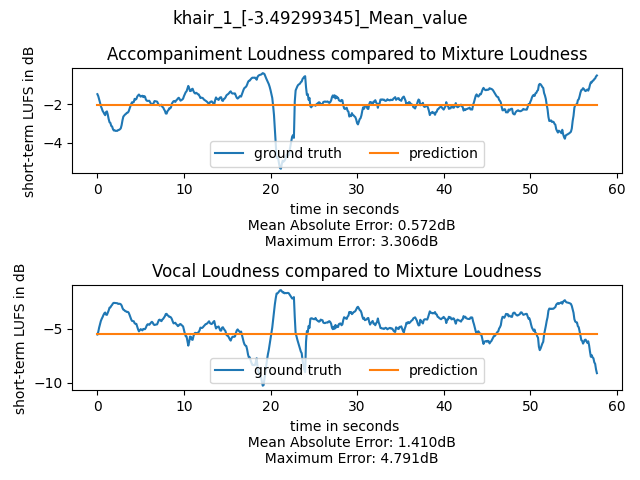 khair_1_[-3.49299345]_Mean_value
Accompaniment Loudness compared to Mixture Loudness
short-term LUFS in dB
−2
−4
ground truth
prediction
0 10 20 30 40 50 60
time in seconds
Mean Absolute Error: 0.572dB
Maximum Error: 3.306dB
Vocal Loudness compared to Mixture Loudness
short-term LUFS in dB
−5
−10
ground truth
prediction
0 10 20 30 40 50 60
time in seconds
Mean Absolute Error: 1.410dB
Maximum Error: 4.791dB